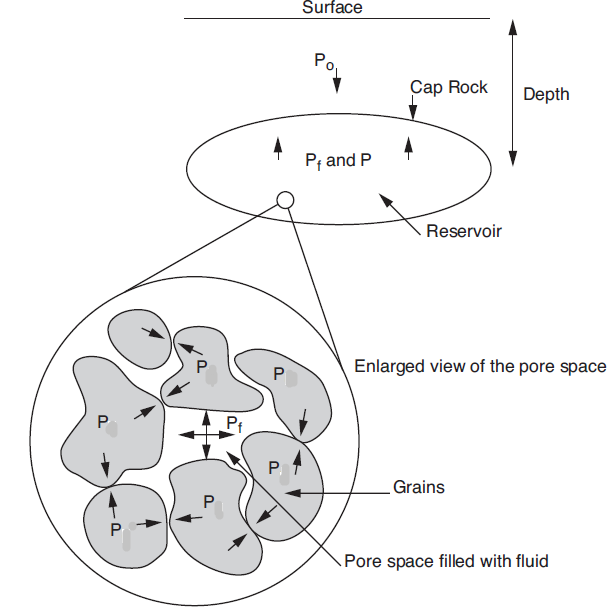 Surface
Po
Cap Rock
Depth
Pf and P
Reservoir
Enlarged view of the pore space
P
P
P
Pf
P
Grains
P
P
Pore space filled with fluid